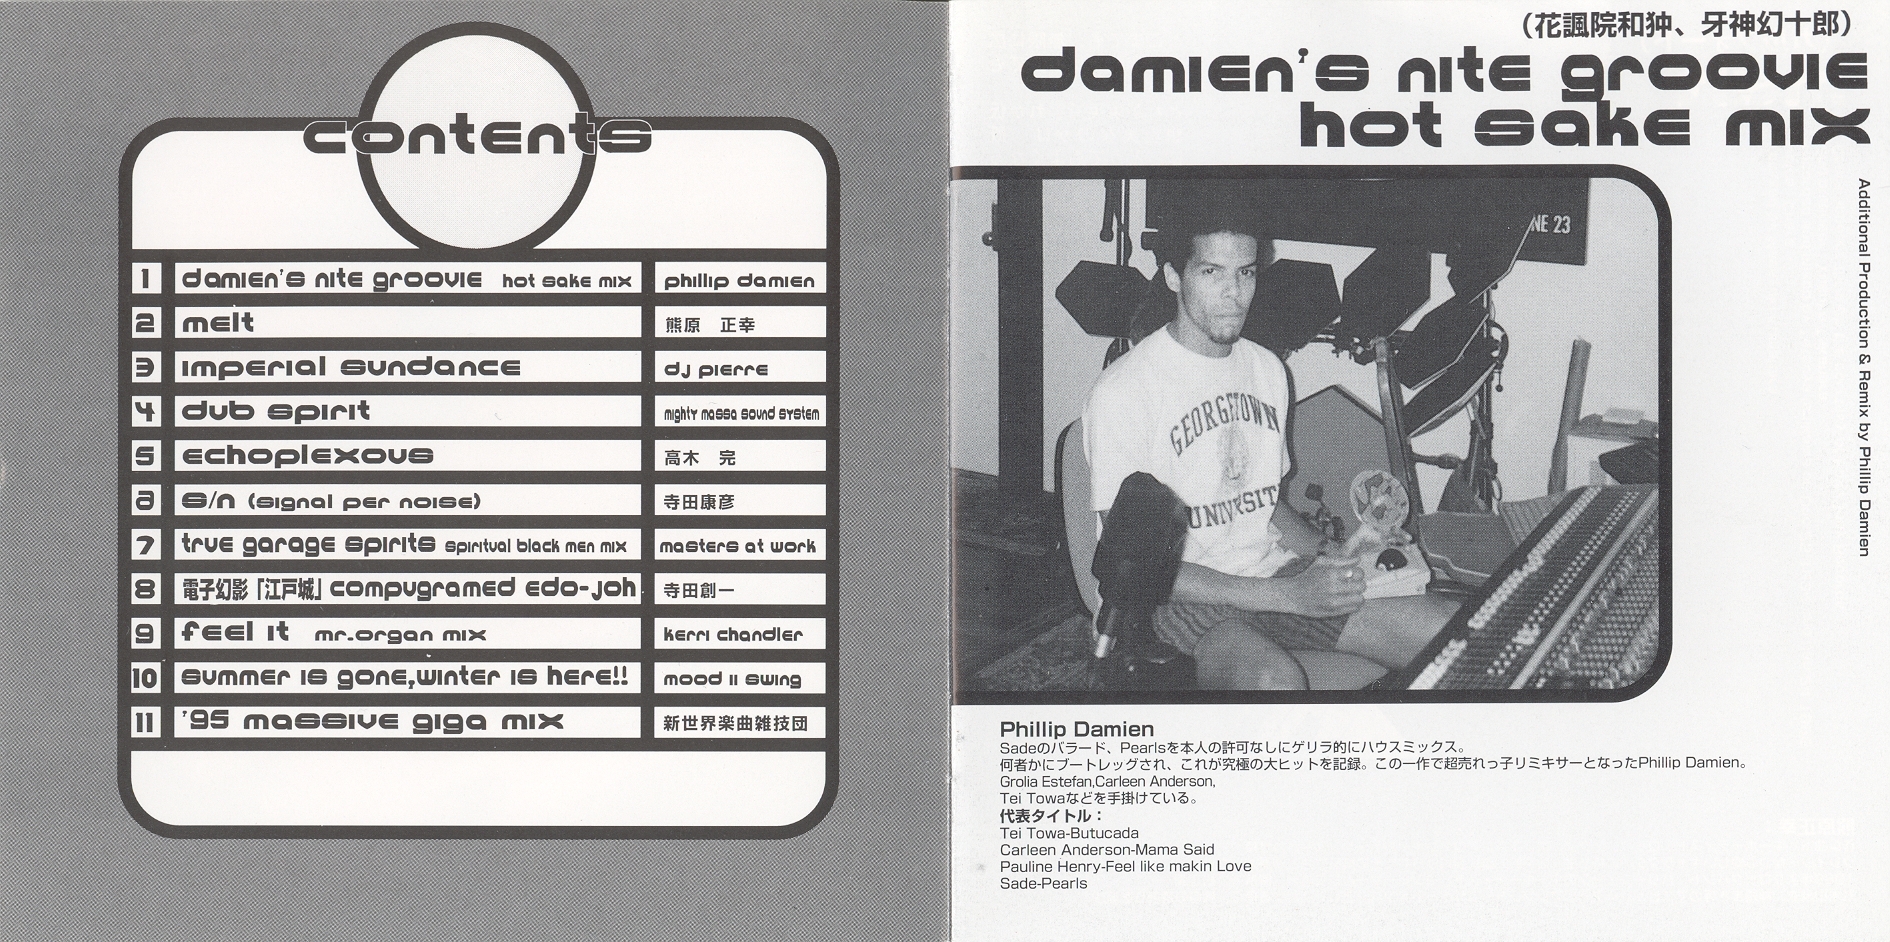 contents
1 damien's nite groovie hot sake mix phillip damien
2 melt 熊原 正幸
3 imperial sundance dj pierre
4 dub spirit mighty massa sound system
5 echoplexous 高木 完
6 s/n (signal per noise) 寺田康彦
7 true garage spirits spiritual black men mix masters at work
8 電子幻影「江戸城」compugramed edo-joh 寺田創一
9 feel it mr.organ mix kerri chandler
10 summer is gone,winter is here!! mood II swing
11 '95 massive giga mix 新世界楽曲雑技団
（花諷院和狆、牙神幻十郎）
damien's nite groovie
hot sake mix
Additional Production & Remix by Phillip Damien
NE 23
GEORGETOWN
UNIVERSIT
Phillip Damien
Sadeのバラード、Pearlsを本人の許可なしにゲリラ的にハウスミックス。
何者かにブートレッグされ、これが究極の大ヒットを記録。この一作で超売れっ子リミキサーとなったPhillip Damien。
Grolia Estefan,Carleen Anderson,
Tei Towaなどを手掛けている。
代表タイトル：
Tei Towa-Butucada
Carleen Anderson-Mama Said
Pauline Henry-Feel like makin Love
Sade-Pearls